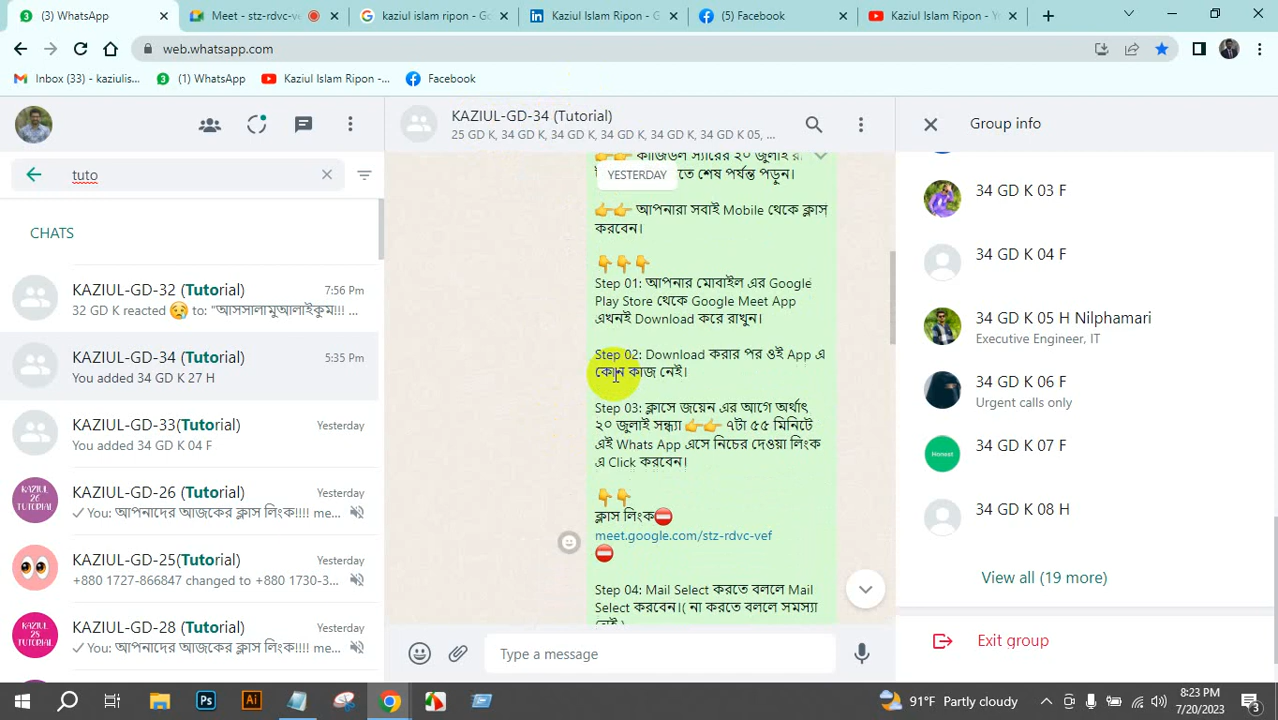 (3) WhatsApp
Meet - stz-rdvc-ve
kaziul islam ripon - Go
Kaziul Islam Ripon - G
(5) Facebook
Kaziul Islam Ripon - Y
web.whatsapp.com
Inbox (33) - kaziulis...
(1) WhatsApp
Kaziul Islam Ripon -...
Facebook
tuto
CHATS
KAZIUL-GD-32 (Tutorial)
7:56 Pm
32 GD K reacted 😥 to: "আসসালামুআলাইকুম!!! ...
KAZIUL-GD-34 (Tutorial)
5:35 Pm
You added 34 GD K 27 H
KAZIUL-GD-33(Tutorial)
Yesterday
You added 34 GD K 04 F
KAZIUL-GD-26 (Tutorial)
Yesterday
You: আপনাদের আজকের ক্লাস লিংক!!!! me...
KAZIUL-GD-25(Tutorial)
Yesterday
+880 1727-866847 changed to +880 1730-3...
KAZIUL-GD-28 (Tutorial)
Yesterday
You: আপনাদের আজকের ক্লাস লিংক!!!! me...
KAZIUL-GD-34 (Tutorial)
25 GD K, 34 GD K, 34 GD K, 34 GD K, 34 GD K, 34 GD K 05, ...
👉👉 কাজিউল স্যারের ২০ জুলাই
YESTERDAY
তে শেষ পর্যন্ত পড়ুন।
👉👉 আপনারা সবাই Mobile থেকে ক্লাস
করবেন।
👇👇👇
Step 01: আপনার মোবাইল এর Google
Play Store থেকে Google Meet App
এখনই Download করে রাখুন।
Step 02: Download করার পর ওই App এ
কোন কাজ নেই।
Step 03: ক্লাসে জয়েন এর আগে অর্থাৎ
২০ জুলাই সন্ধ্যা 👉👉 ৭টা ৫৫ মিনিটে
এই Whats App এসে নিচের দেওয়া লিংক
এ Click করবেন।
👇👇
ক্লাস লিংক⛔
meet.google.com/stz-rdvc-vef
⛔
Step 04: Mail Select করতে বললে Mail
Select করবেন।( না করতে বললে সমস্যা
নেই )
Type a message
Group info
34 GD K 03 F
34 GD K 04 F
34 GD K 05 H Nilphamari
Executive Engineer, IT
34 GD K 06 F
Urgent calls only
34 GD K 07 F
Honest
34 GD K 08 H
View all (19 more)
Exit group
Ps
Ai
91°F Partly cloudy
8:23 PM
7/20/2023
3